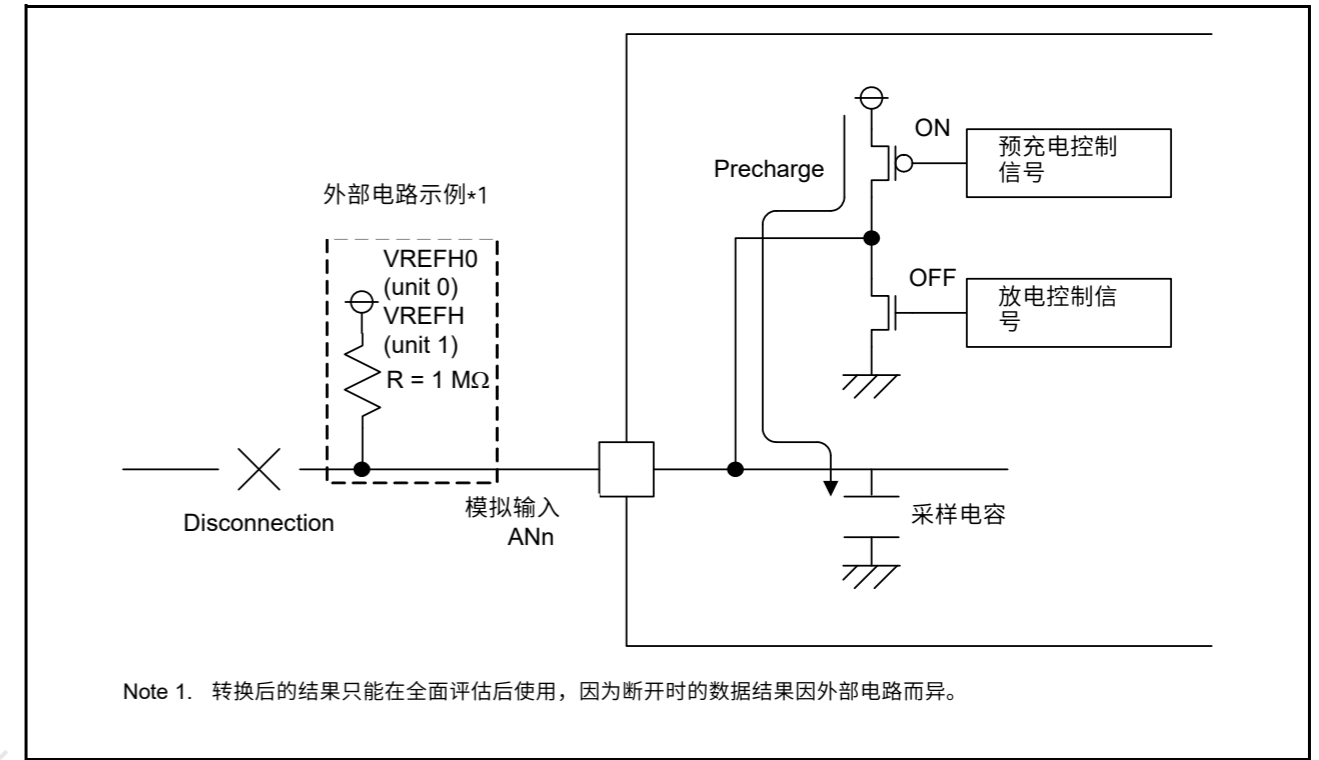 ON
预充电控制
信号
Precharge
外部电路示例*1
VREFH0
(unit 0)
VREFH
(unit 1)
R = 1 MΩ
OFF
放电控制信
号
Disconnection
模拟输入
ANn
采样电容
Note 1. 转换后的结果只能在全面评估后使用，因为断开时的数据结果因外部电路而异。